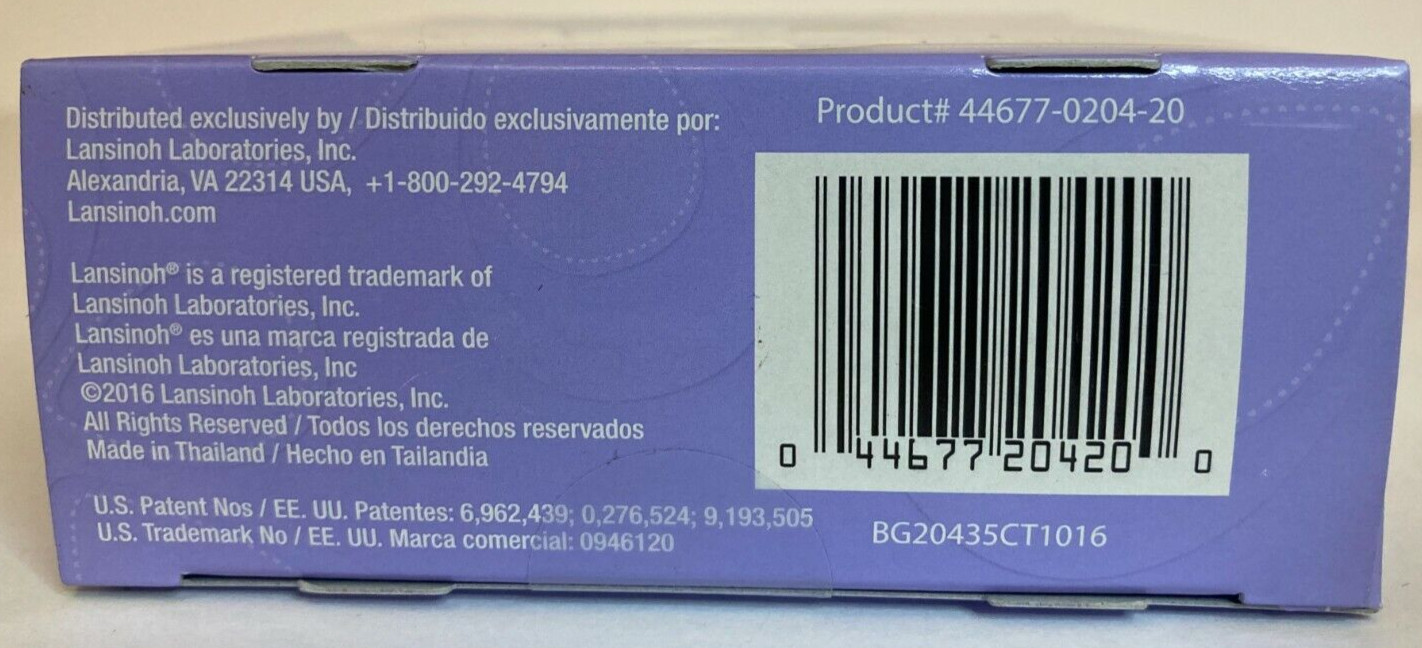 Distributed exclusively by / Distribuido exclusivamente por:
Lansinoh Laboratories, Inc.
Alexandria, VA 22314 USA, +1-800-292-4794
Lansinoh.com
Lansinoh® is a registered trademark of
Lansinoh Laboratories, Inc.
Lansinoh® es una marca registrada de
Lansinoh Laboratories, Inc
©2016 Lansinoh Laboratories, Inc.
All Rights Reserved / Todos los derechos reservados
Made in Thailand / Hecho en Tailandia
U.S. Patent Nos / EE. UU. Patentes: 6,962,439; 0,276,524; 9,193,505
U.S. Trademark No / EE. UU. Marca comercial: 0946120
Product# 44677-0204-20
0 44677 20420 0
BG20435CT1016